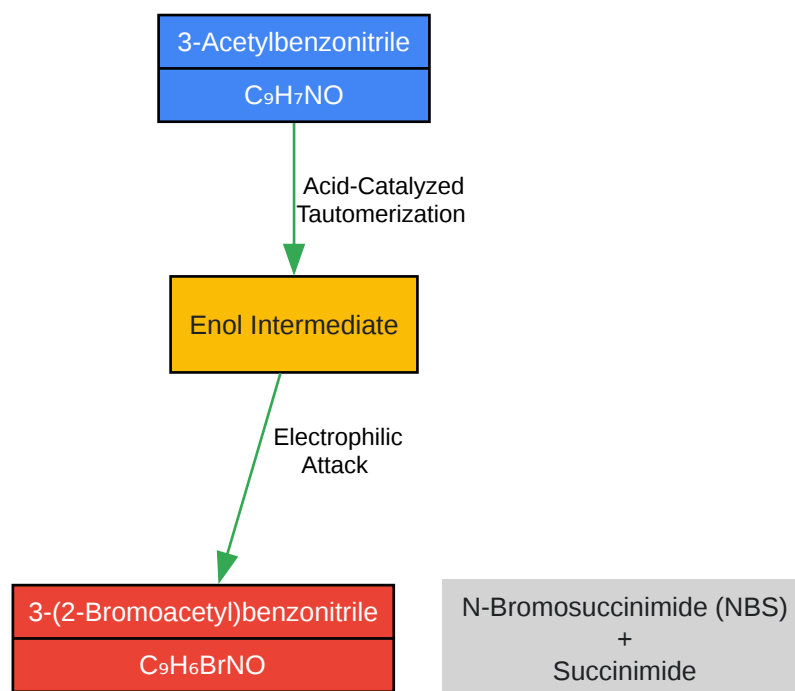 3-Acetylbenzonitrile
C₉H₇NO
Acid-Catalyzed
Tautomerization
Enol Intermediate
Electrophilic
Attack
3-(2-Bromoacetyl)benzonitrile
C₉H₆BrNO
N-Bromosuccinimide (NBS)
+
Succinimide